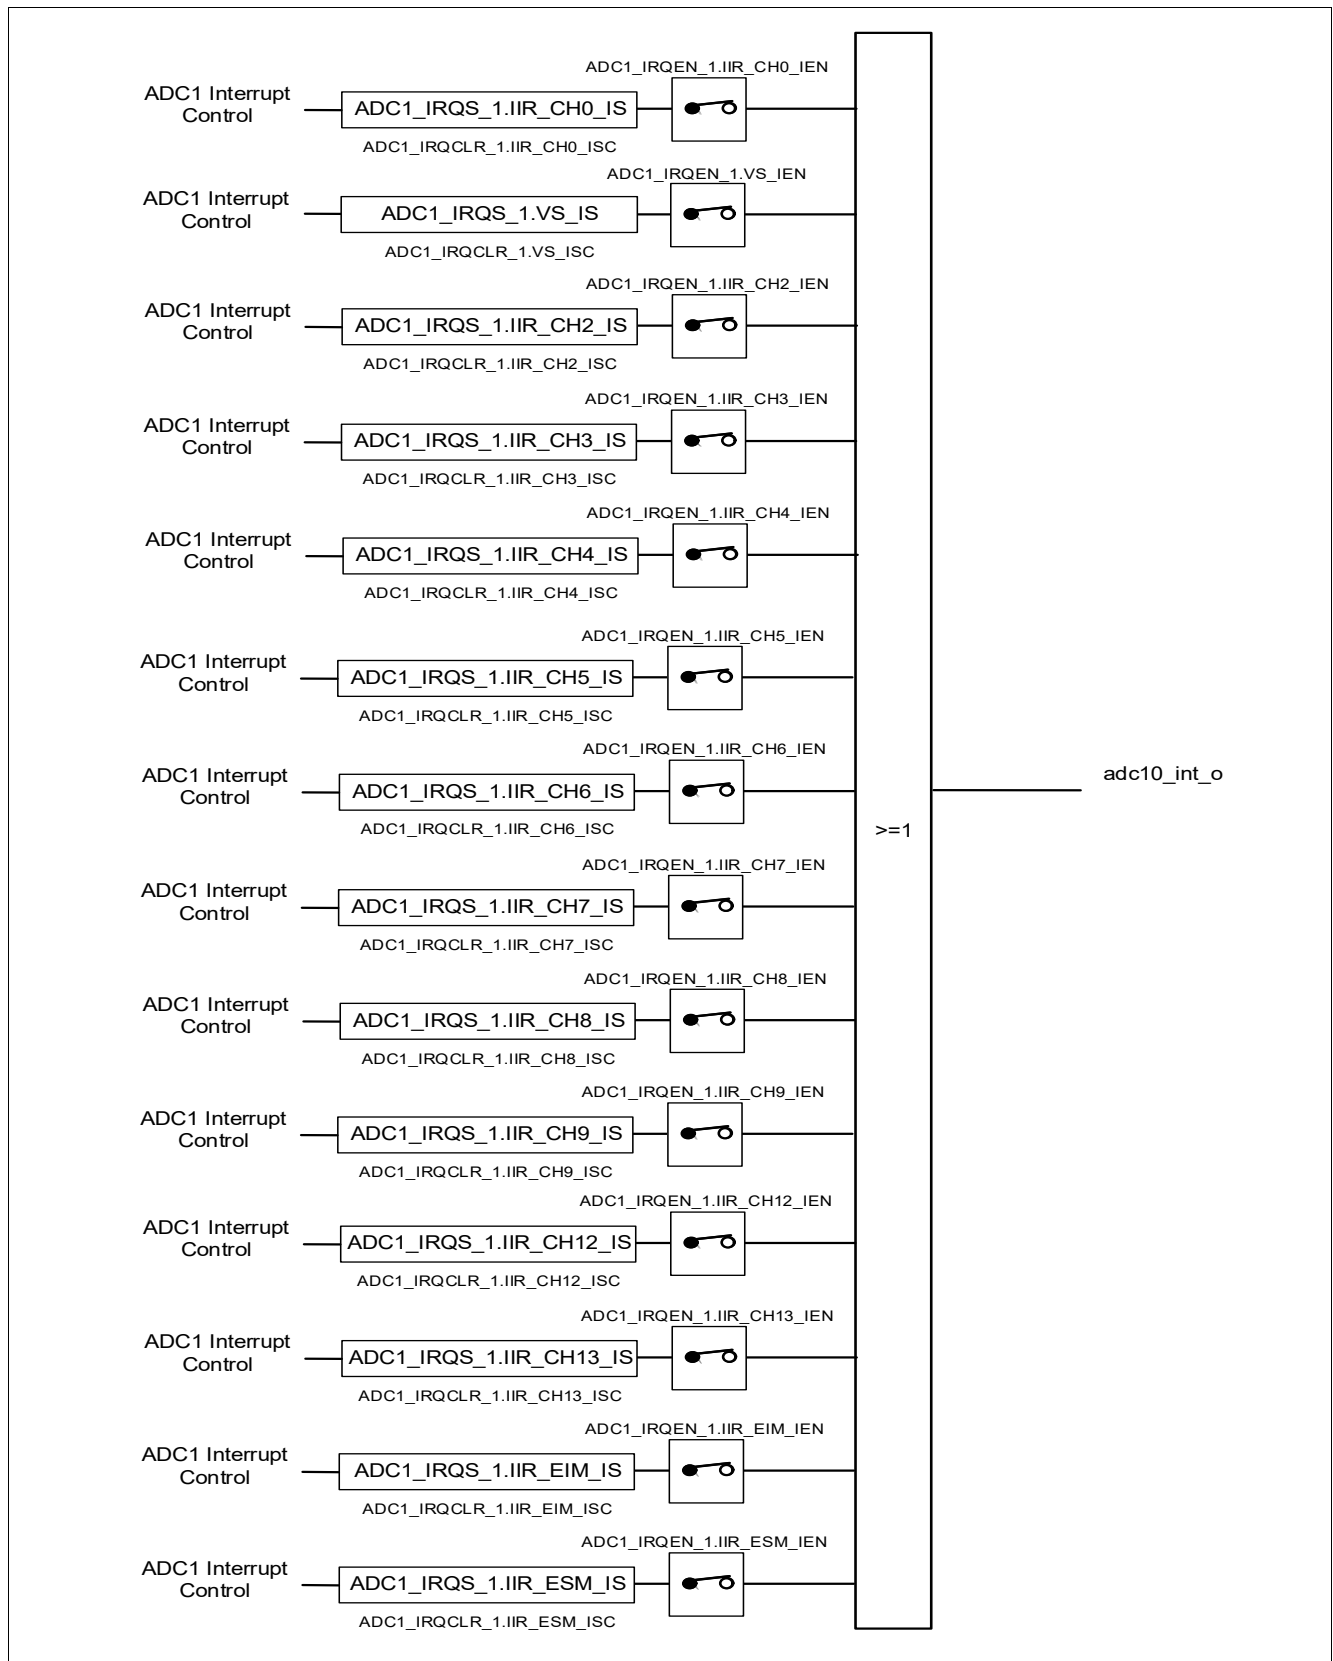 ADC1_IRQEN_1.IIR_CH0_IEN
ADC1 Interrupt
Control
ADC1_IRQS_1.IIR_CH0_IS
ADC1_IRQCLR_1.IIR_CH0_ISC
ADC1_IRQEN_1.VS_IEN
ADC1 Interrupt
Control
ADC1_IRQS_1.VS_IS
ADC1_IRQCLR_1.VS_ISC
ADC1_IRQEN_1.IIR_CH2_IEN
ADC1 Interrupt
Control
ADC1_IRQS_1.IIR_CH2_IS
ADC1_IRQCLR_1.IIR_CH2_ISC
ADC1_IRQEN_1.IIR_CH3_IEN
ADC1 Interrupt
Control
ADC1_IRQS_1.IIR_CH3_IS
ADC1_IRQCLR_1.IIR_CH3_ISC
ADC1_IRQEN_1.IIR_CH4_IEN
ADC1 Interrupt
Control
ADC1_IRQS_1.IIR_CH4_IS
ADC1_IRQCLR_1.IIR_CH4_ISC
ADC1_IRQEN_1.IIR_CH5_IEN
ADC1 Interrupt
Control
ADC1_IRQS_1.IIR_CH5_IS
ADC1_IRQCLR_1.IIR_CH5_ISC
ADC1_IRQEN_1.IIR_CH6_IEN
ADC1 Interrupt
Control
ADC1_IRQS_1.IIR_CH6_IS
ADC1_IRQCLR_1.IIR_CH6_ISC
adc10_int_o
>=1
ADC1_IRQEN_1.IIR_CH7_IEN
ADC1 Interrupt
Control
ADC1_IRQS_1.IIR_CH7_IS
ADC1_IRQCLR_1.IIR_CH7_ISC
ADC1_IRQEN_1.IIR_CH8_IEN
ADC1 Interrupt
Control
ADC1_IRQS_1.IIR_CH8_IS
ADC1_IRQCLR_1.IIR_CH8_ISC
ADC1_IRQEN_1.IIR_CH9_IEN
ADC1 Interrupt
Control
ADC1_IRQS_1.IIR_CH9_IS
ADC1_IRQCLR_1.IIR_CH9_ISC
ADC1_IRQEN_1.IIR_CH12_IEN
ADC1 Interrupt
Control
ADC1_IRQS_1.IIR_CH12_IS
ADC1_IRQCLR_1.IIR_CH12_ISC
ADC1_IRQEN_1.IIR_CH13_IEN
ADC1 Interrupt
Control
ADC1_IRQS_1.IIR_CH13_IS
ADC1_IRQCLR_1.IIR_CH13_ISC
ADC1_IRQEN_1.IIR_EIM_IEN
ADC1 Interrupt
Control
ADC1_IRQS_1.IIR_EIM_IS
ADC1_IRQCLR_1.IIR_EIM_ISC
ADC1_IRQEN_1.IIR_ESM_IEN
ADC1 Interrupt
Control
ADC1_IRQS_1.IIR_ESM_IS
ADC1_IRQCLR_1.IIR_ESM_ISC